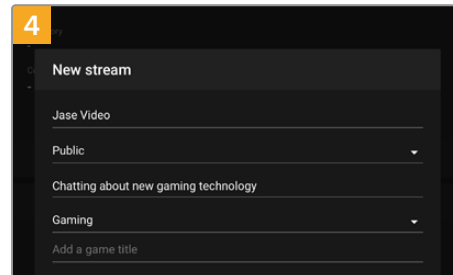 4
New stream
Jase Video
Public
Chatting about new gaming technology
Gaming
Add a game title